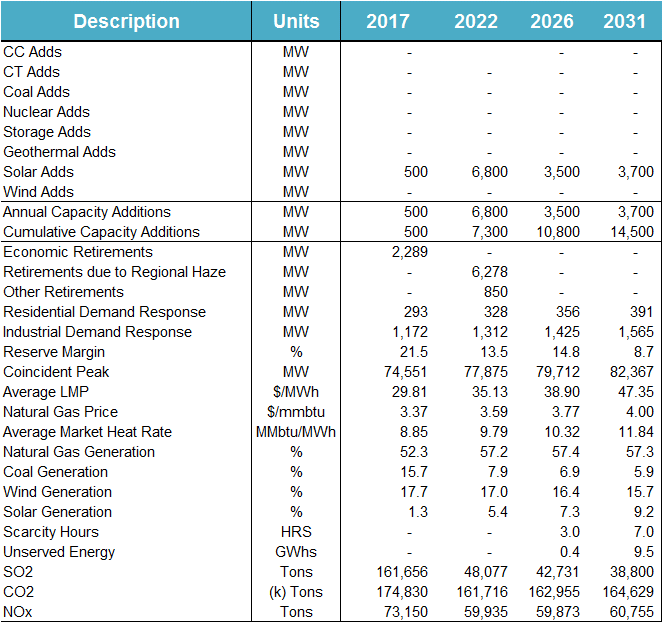 Description Units 2017 2022 2026 2031
CC Adds MW - - -
CT Adds MW - - - -
Coal Adds MW - - - -
Nuclear Adds MW - - - -
Storage Adds MW - - - -
Geothermal Adds MW - - - -
Solar Adds MW 500 6,800 3,500 3,700
Wind Adds MW - - - -
Annual Capacity Additions MW 500 6,800 3,500 3,700
Cumulative Capacity Additions MW 500 7,300 10,800 14,500
Economic Retirements MW 2,289 - - -
Retirements due to Regional Haze MW - 6,278 - -
Other Retirements MW 850 - -
Residential Demand Response MW 293 328 356 391
Industrial Demand Response MW 1,172 1,312 1,425 1,565
Reserve Margin % 21.5 13.5 14.8 8.7
Coincident Peak MW 74,551 77,875 79,712 82,367
Average LMP $/MWh 29.81 35.13 38.90 47.35
Natural Gas Price $/mmbtu 3.37 3.59 3.77 4.00
Average Market Heat Rate MMbtu/MWh 8.85 9.79 10.32 11.84
Natural Gas Generation % 52.3 57.2 57.4 57.3
Coal Generation % 15.7 7.9 6.9 5.9
Wind Generation % 17.7 17.0 16.4 15.7
Solar Generation % 1.3 5.4 7.3 9.2
Scarcity Hours HRS - - 3.0 7.0
Unserved Energy GWhs - - 0.4 9.5
SO2 Tons 161,656 48,077 42,731 38,800
CO2 (k) Tons 174,830 161,716 162,955 164,629
NOx Tons 73,150 59,935 59,873 60,755